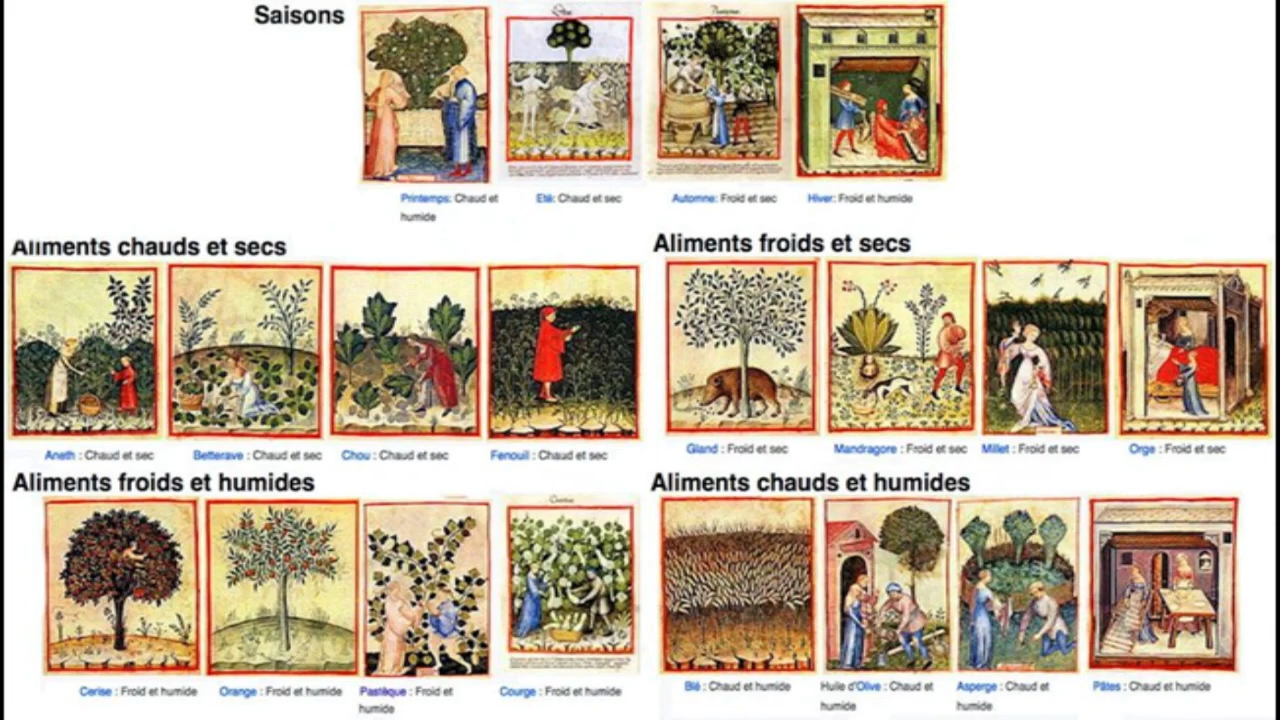 Saisons
Printemps: Chaud et
humide
Eté: Chaud et sec
Automne: Froid et sec
Hiver: Froid et humide
Aliments chauds et secs
Aliments froids et secs
Aneth : Chaud et sec
Betterave : Chaud et sec
Chou : Chaud et sec
Fenouil : Chaud et sec
Gland : Froid et sec
Mandragore : Froid et sec
Millet : Froid et sec
Orge : Froid et sec
Aliments froids et humides
Aliments chauds et humides
Cerise : Froid et humide
Orange : Froid et humide
Pastèque : Froid et
humide
Courge : Froid et humide
Blé : Chaud et humide
Huile d'Olive : Chaud et
humide
Asperge : Chaud et
humide
Pâtes : Chaud et humide